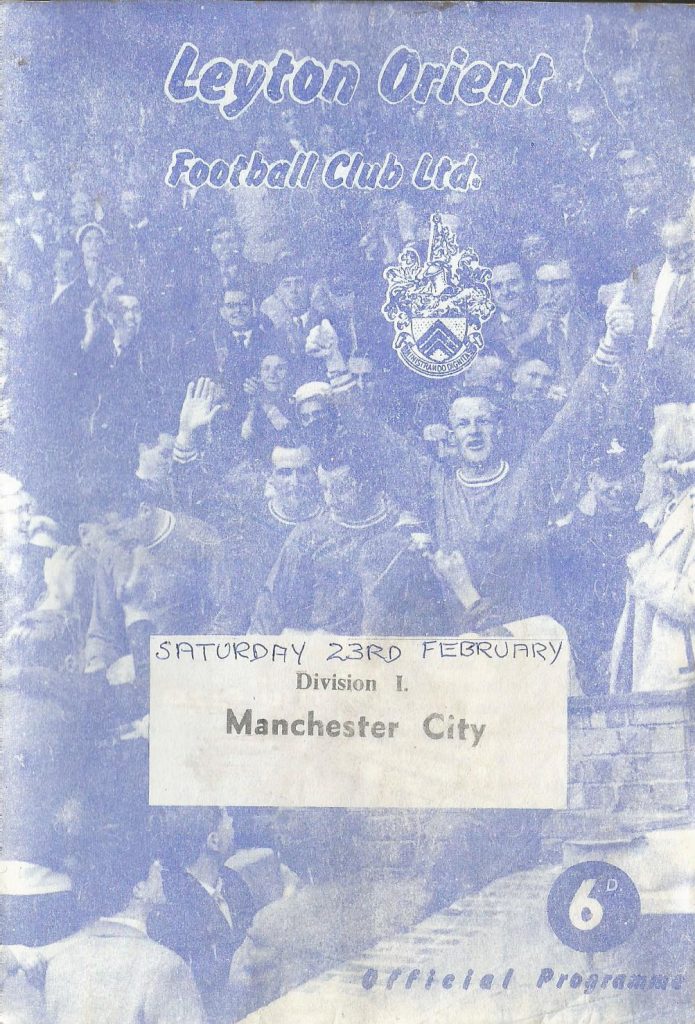 Leyton Orient
Football Club Ltd.
SATURDAY 23RD FEBRUARY
Division I.
Manchester City
6D.
Official Programme